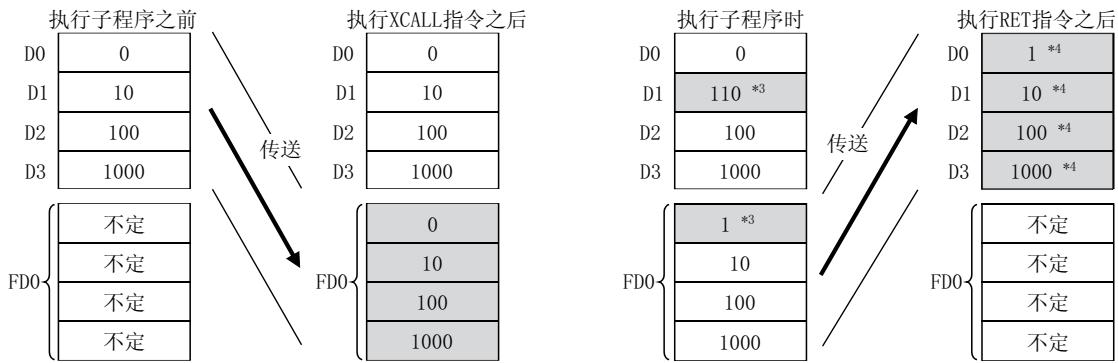 执行子程序之前
D0 0
D1 10
D2 100
D3 1000
FD0
不定
不定
不定
不定
传送
执行XCALL指令之后
D0 0
D1 10
D2 100
D3 1000
FD0
0
10
100
1000
执行子程序时
D0 0
D1 110 *3
D2 100
D3 1000
FD0
1 *3
10
100
1000
传送
执行RET指令之后
D0 1 *4
D1 10 *4
D2 100 *4
D3 1000 *4
FD0
不定
不定
不定
不定